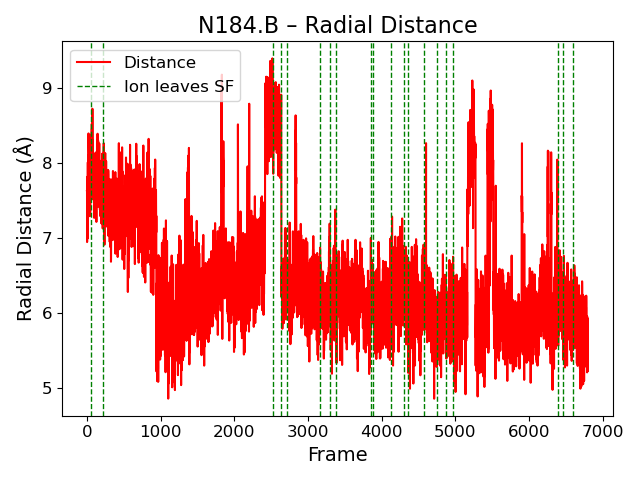 N184.B – Radial Distance
Distance
Ion leaves SF
Radial Distance (Å)
9
8
7
6
5
0 1000 2000 3000 4000 5000 6000 7000
Frame